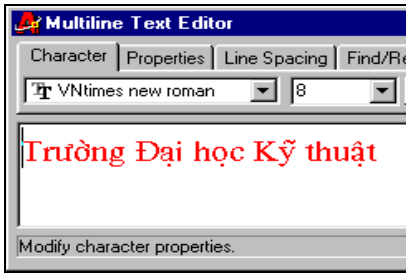 Multiline Text Editor
Character Properties Line Spacing Find/Re
VNtimes new roman 8
Trường Đại học Kỹ thuật
Modify character properties.